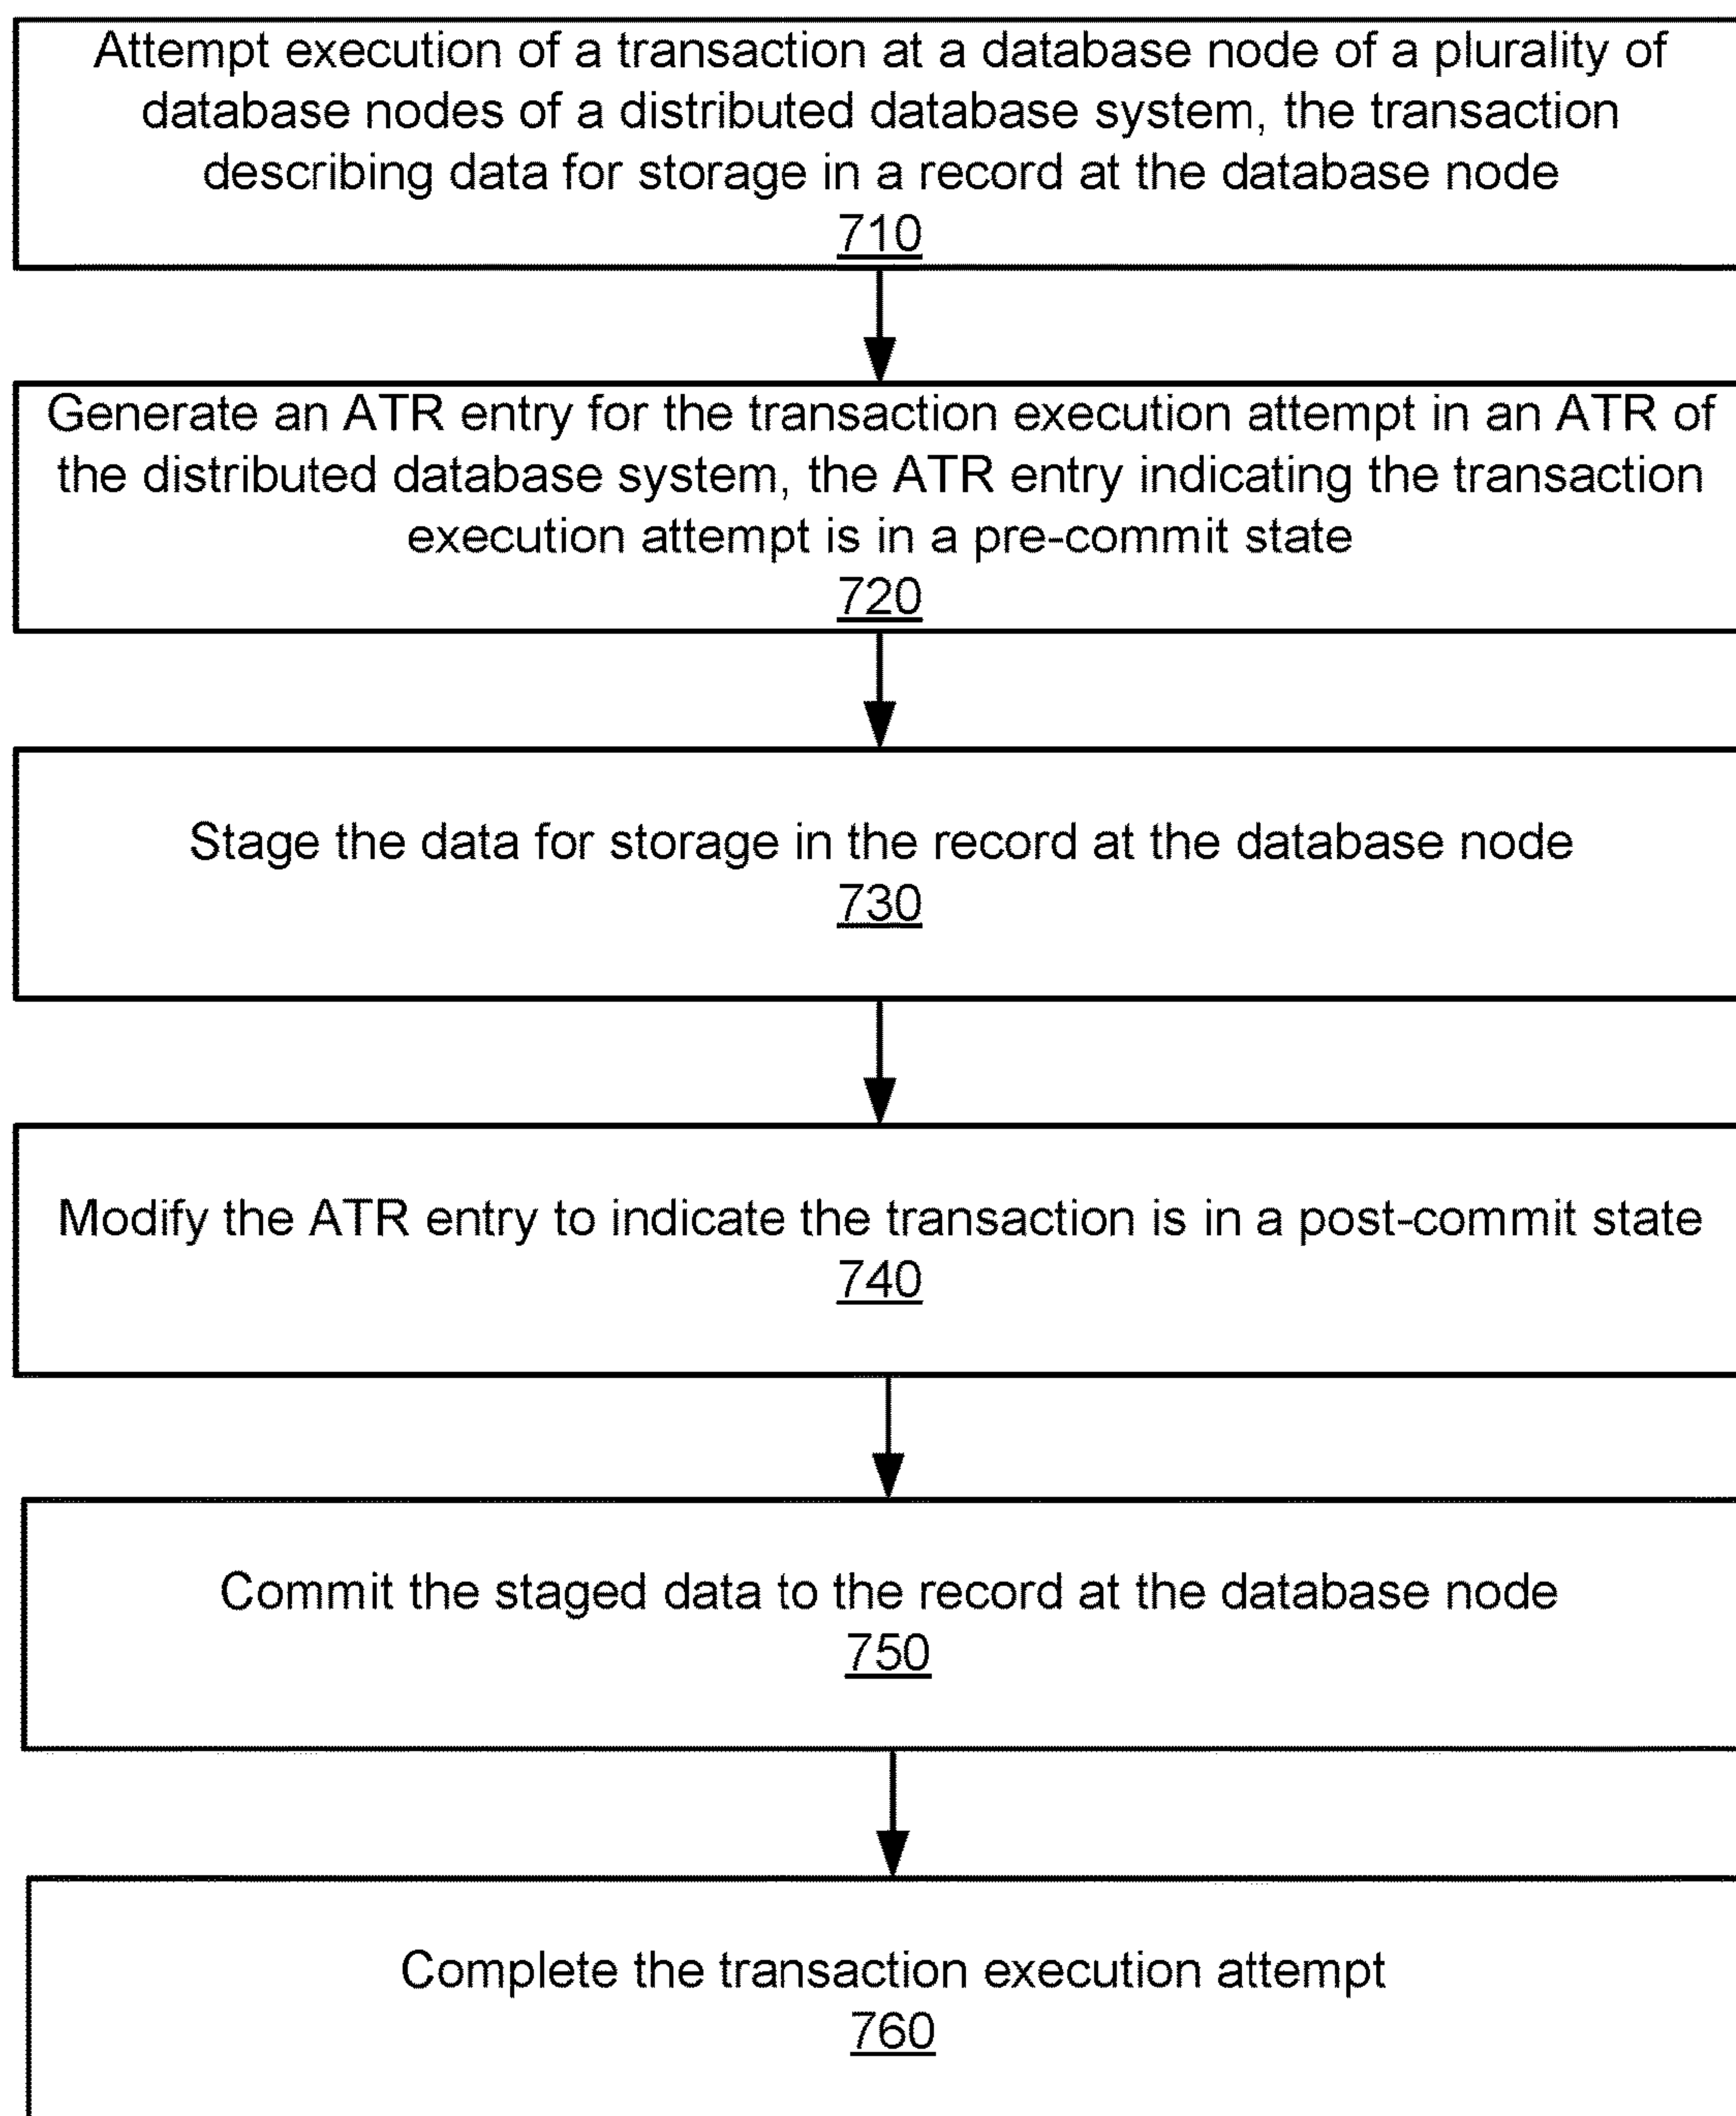 Attempt execution of a transaction at a database node of a plurality of
database nodes of a distributed database system, the transaction
describing data for storage in a record at the database node
710
Generate an ATR entry for the transaction execution attempt in an ATR of
the distributed database system, the ATR entry indicating the transaction
execution attempt is in a pre-commit state
720
Stage the data for storage in the record at the database node
730
Modify the ATR entry to indicate the transaction is in a post-commit state
740
Commit the staged data to the record at the database node
750
Complete the transaction execution attempt
760